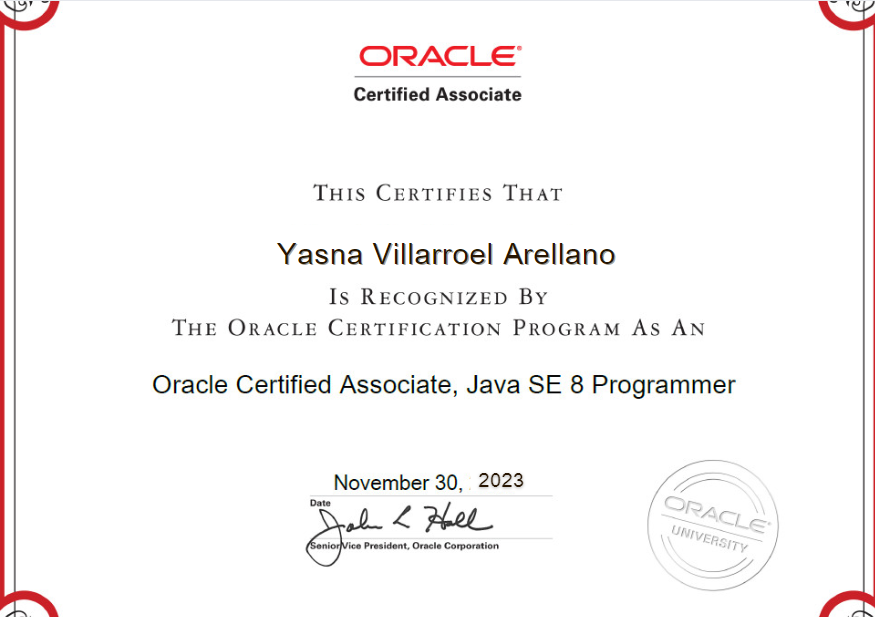 ORACLE®
Certified Associate
THIS CERTIFIES THAT
Yasna Villarroel Arellano
IS RECOGNIZED BY
THE ORACLE CERTIFICATION PROGRAM AS AN
Oracle Certified Associate, Java SE 8 Programmer
November 30, 2023
Date
John L Hall
Senior Vice President, Oracle Corporation
ORACLE®
UNIVERSITY